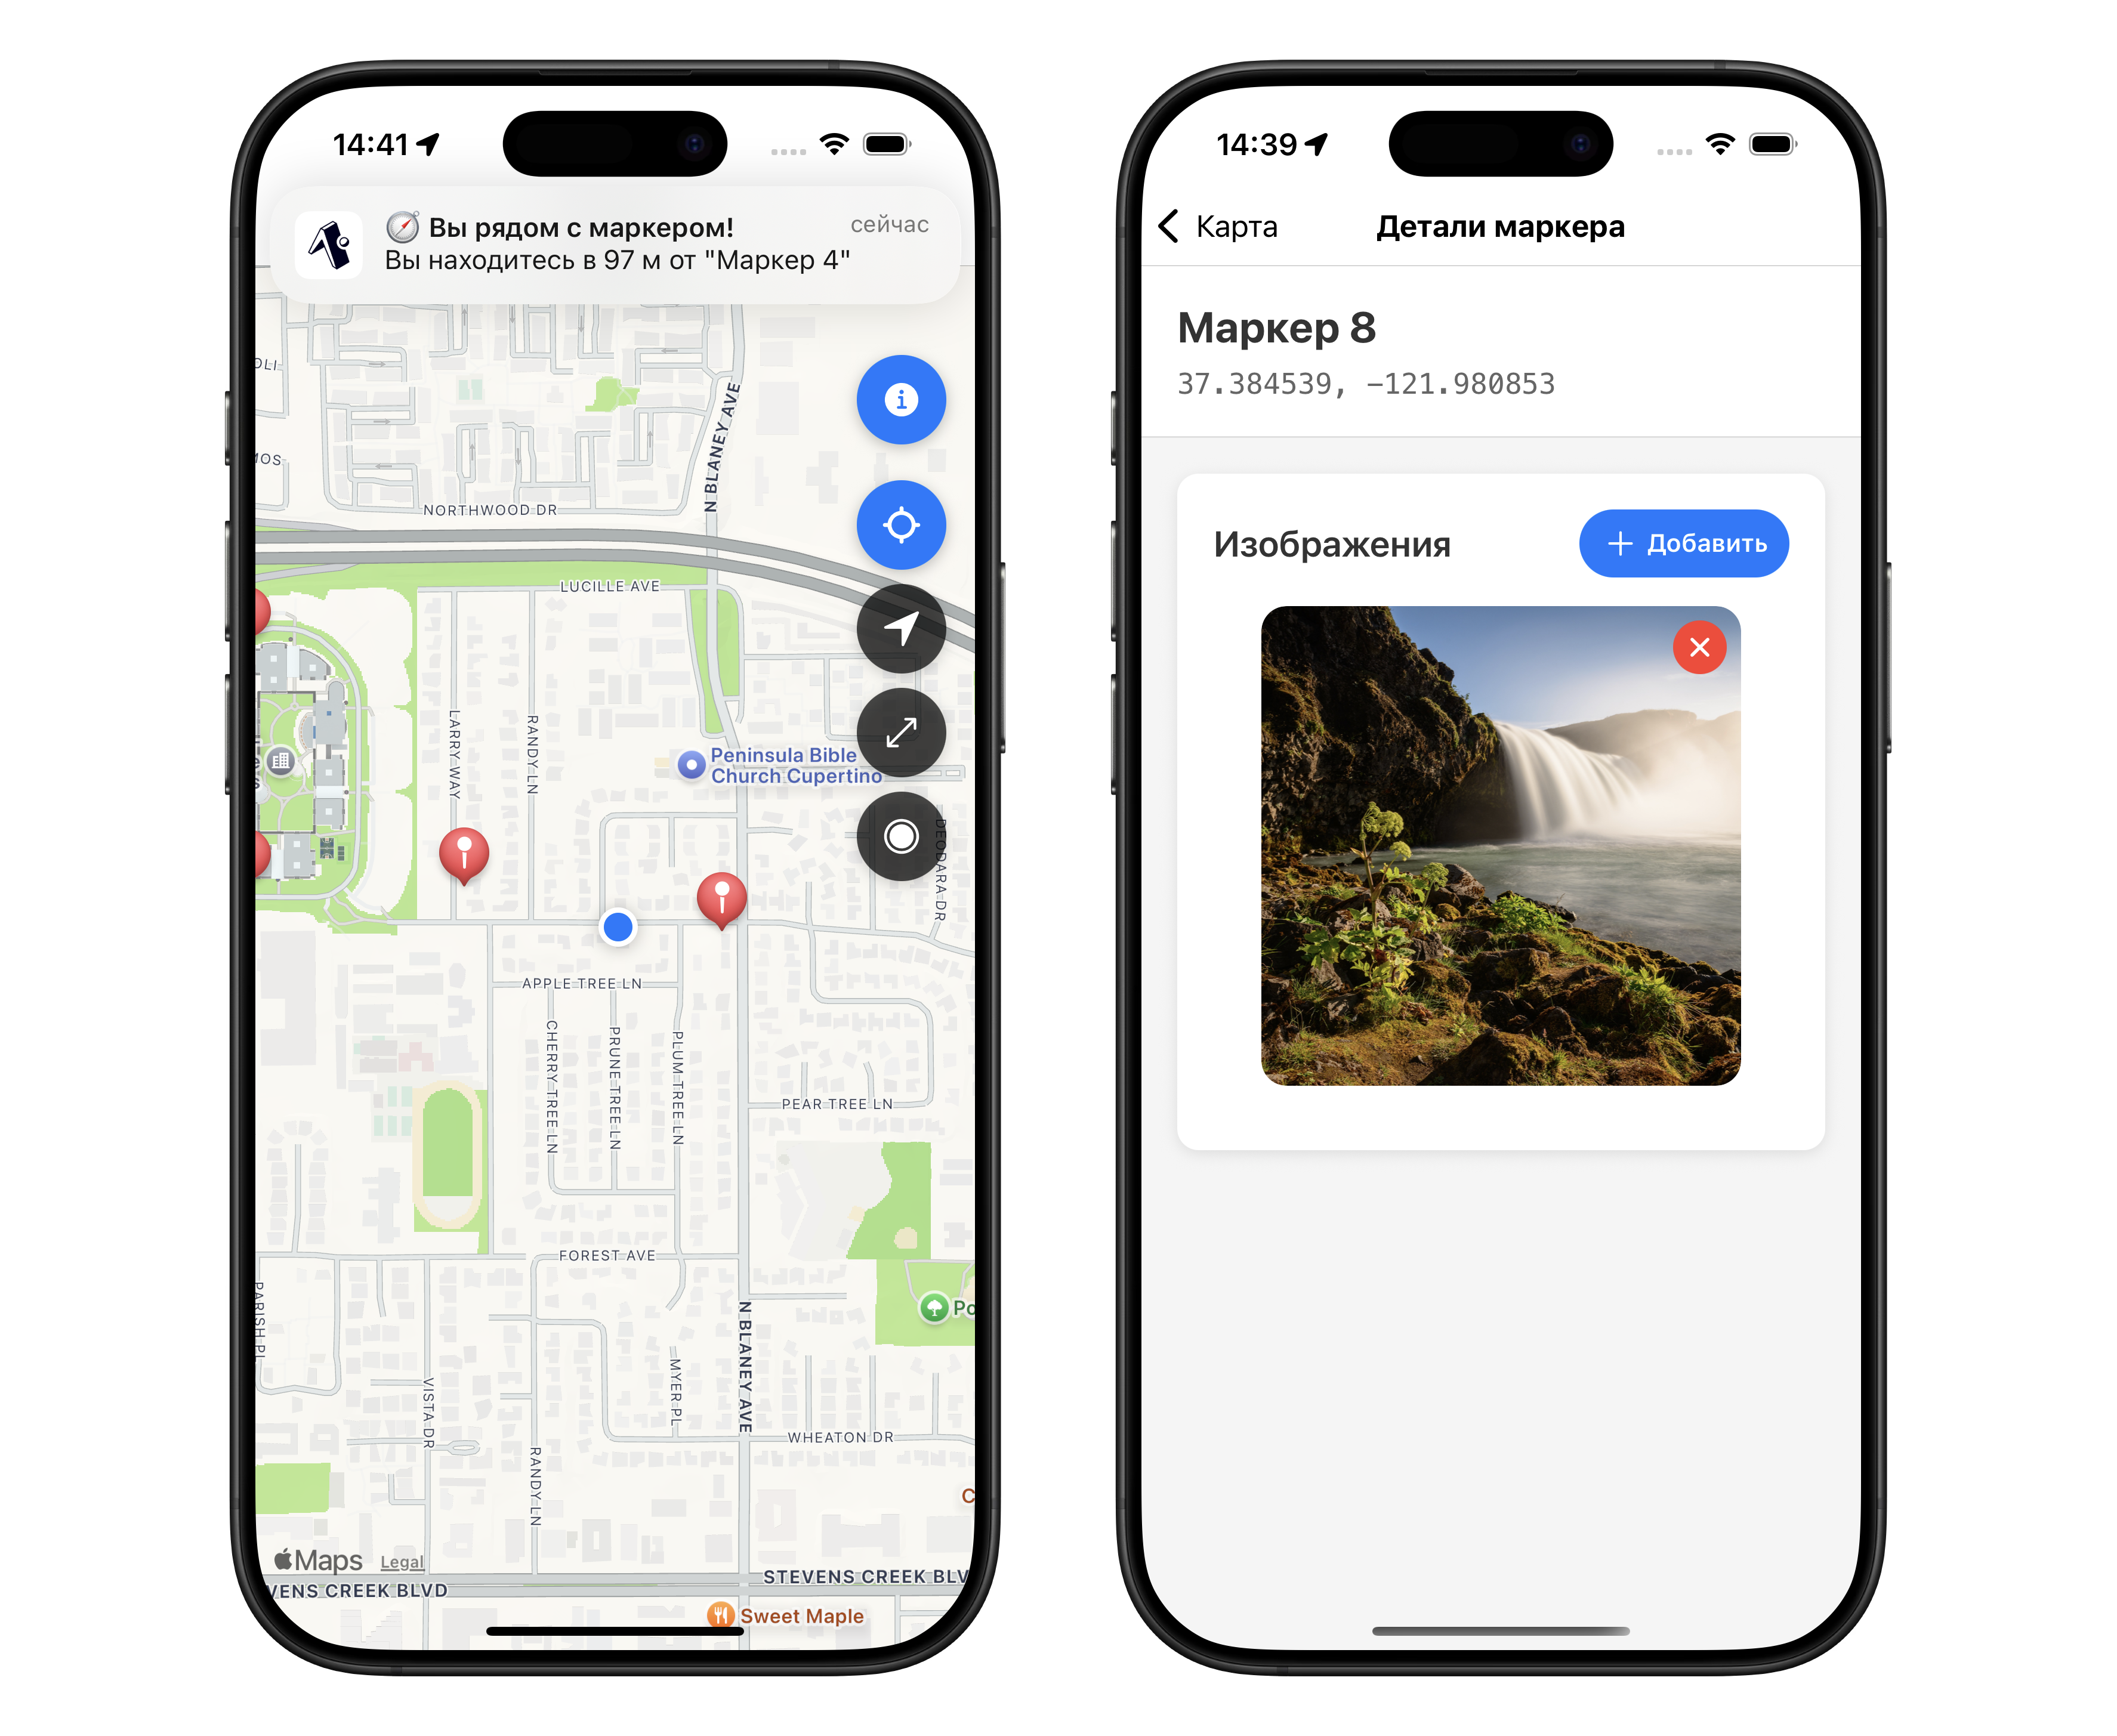 14:41
Вы рядом с маркером!
сейчас
Вы находитесь в 97 м от "Маркер 4"
N BLANEY AVE
NORTHWOOD DR
LUCILLE AVE
LARRY WAY
RANDY LN
Peninsula Bible
Church Cupertino
DEODARA DR
APPLE TREE LN
CHERRY TREE LN
PRUNE TREE LN
PLUM TREE LN
PEAR TREE LN
FOREST AVE
PARISH PL
N BLANEY AVE
MYER PL
VISTA DR
WHEATON DR
RANDY LN
Maps
Legal
STEVENS CREEK BLV
VENS CREEK BLVD
Sweet Maple
14:39
Карта
Детали маркера
Маркер 8
37.384539, -121.980853
Изображения
+ Добавить